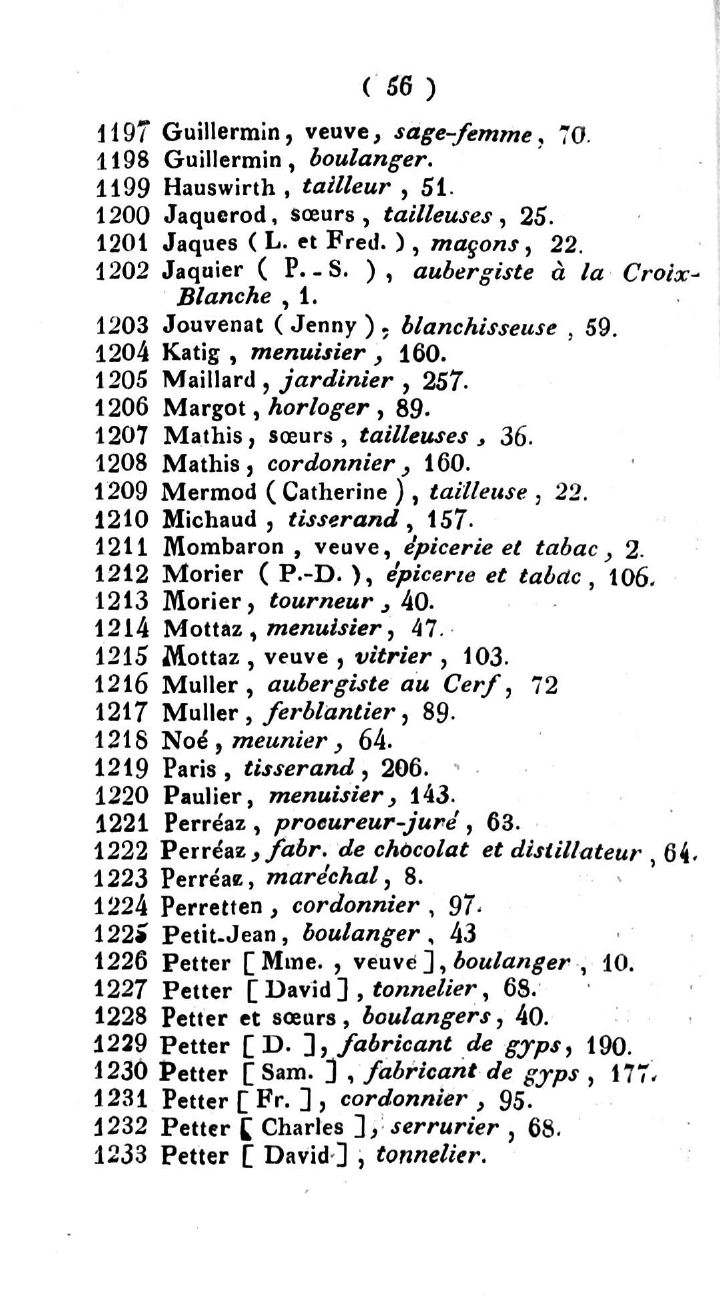 ( 56 )
1197 Guillermin, veuve, sage-femme, 70.
1198 Guillermin, boulanger.
1199 Hauswirth, tailleur, 51.
1200 Jaquerod, sœurs, tailleuses, 25.
1201 Jaques (L. et Fred.), maçons, 22.
1202 Jaquier ( P.-S. ), aubergiste à la Croix-
Blanche, 1.
1203 Jouvenat (Jenny), blanchisseuse, 59.
1204 Katig, menuisier, 160.
1205 Maillard, jardinier, 257.
1206 Margot, horloger, 89.
1207 Mathis, sœurs, tailleuses, 36.
1208 Mathis, cordonnier, 160.
1209 Mermod (Catherine), tailleuse, 22.
1210 Michaud, tisserand, 157.
1211 Mombaron, veuve, épicerie et tabac, 2.
1212 Morier ( P.-D. ), épicerie et tabac, 106.
1213 Morier, tourneur, 40.
1214 Mottaz, menuisier, 47.
1215 Mottaz, veuve, vitrier, 103.
1216 Muller, aubergiste au Cerf, 72
1217 Muller, ferblantier, 89.
1218 Noé, meunier, 64.
1219 Paris, tisserand, 206.
1220 Paulier, menuisier, 143.
1221 Perréaz, procureur-juré, 63.
1222 Perréaz, fabr. de chocolat et distillateur, 64.
1223 Perréaz, maréchal, 8.
1224 Perretten, cordonnier, 97.
1225 Petit-Jean, boulanger, 43
1226 Petter [ Mme., veuve ], boulanger, 10.
1227 Petter [ David ], tonnelier, 68.
1228 Petter et sœurs, boulangers, 40.
1229 Petter [ D. ], fabricant de gyps, 190.
1230 Petter [ Sam. ], fabricant de gyps, 177.
1231 Petter [ Fr. ], cordonnier, 95.
1232 Petter [ Charles ], serrurier, 68.
1233 Petter [ David ], tonnelier.